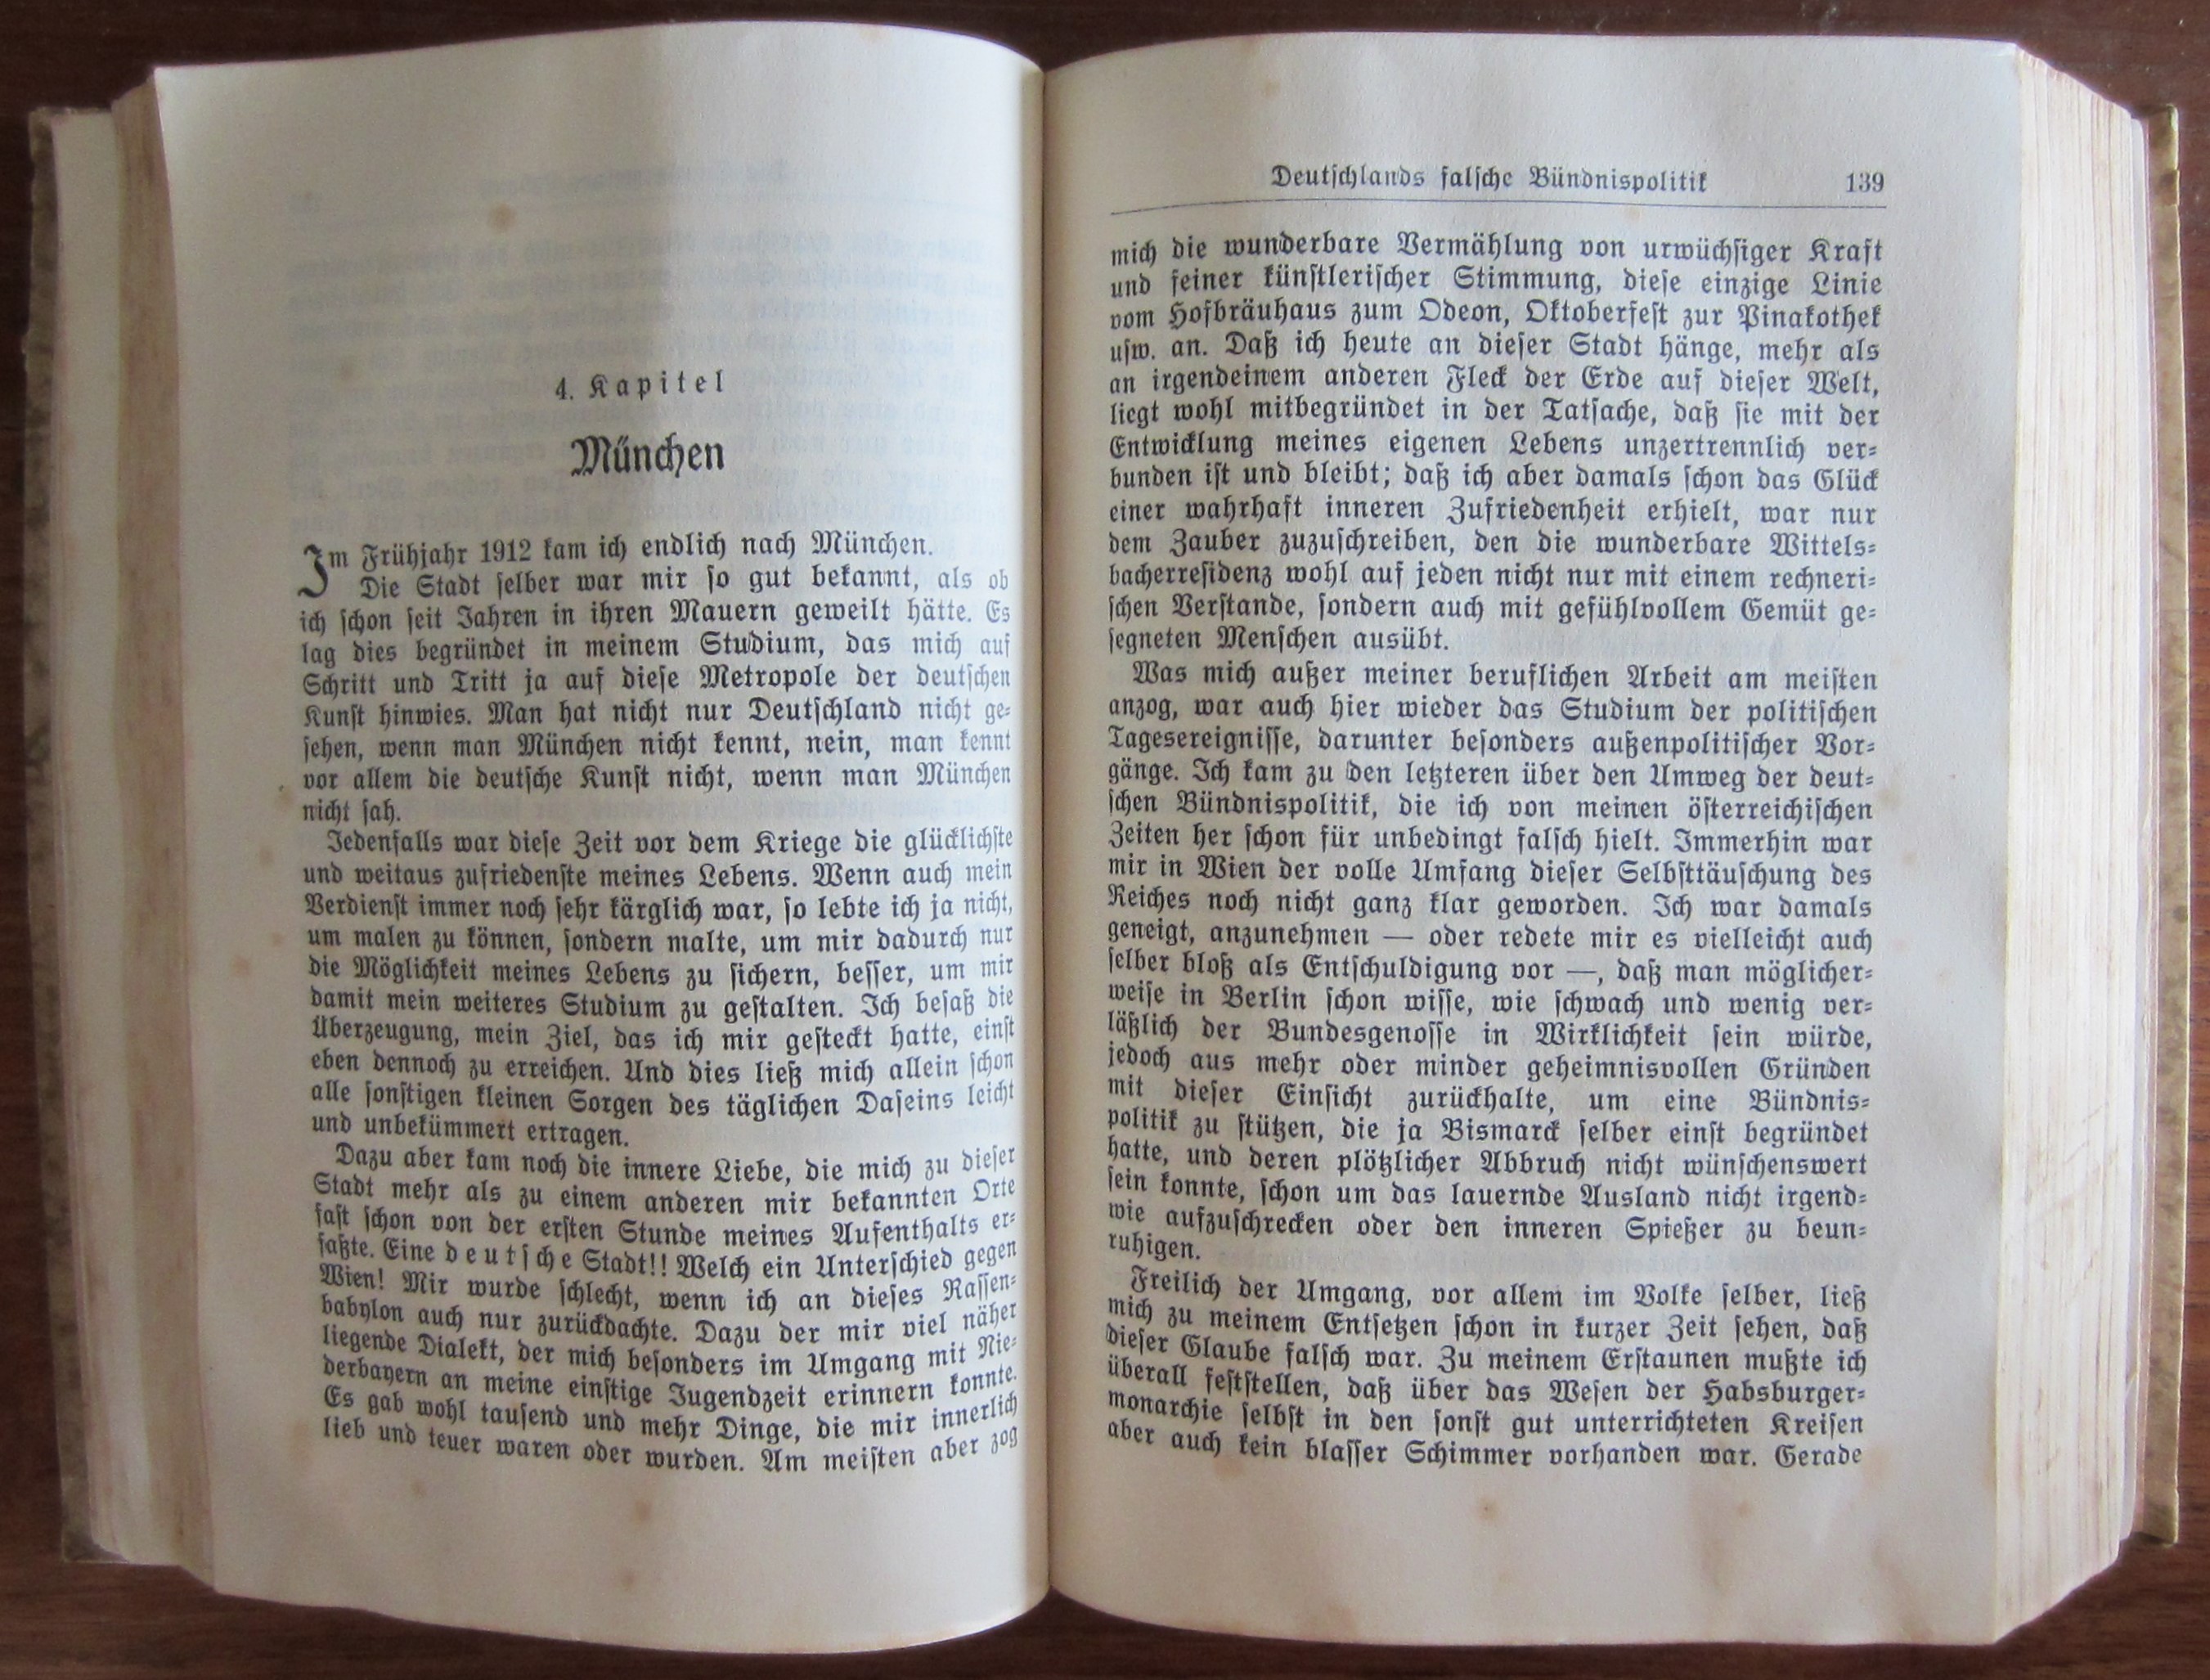 4. Kapitel
München
Im Frühjahr 1912 kam ich endlich nach München.
Die Stadt selber war mir so gut bekannt, als ob
ich schon seit Jahren in ihren Mauern geweilt hätte. Es
lag dies begründet in meinem Studium, das mich auf
Schritt und Tritt ja auf diese Metropole der deutschen
Kunst hinwies. Man hat nicht nur Deutschland nicht ge-
sehen, wenn man München nicht kennt, nein, man kennt
vor allem die deutsche Kunst nicht, wenn man München
nicht sah.
Jedenfalls war diese Zeit vor dem Kriege die glücklichste
und weitaus zufriedenste meines Lebens. Wenn auch mein
Verdienst immer noch sehr kärglich war, so lebte ich ja nicht,
um malen zu können, sondern malte, um mir dadurch nur
die Möglichkeit meines Lebens zu sichern, besser, um mir
damit mein weiteres Studium zu gestalten. Ich besaß die
Überzeugung, mein Ziel, das ich mir gesteckt hatte, einst
eben dennoch zu erreichen. Und dies ließ mich allein schon
alle sonstigen kleinen Sorgen des täglichen Daseins leicht
und unbekümmert ertragen.
Dazu aber kam noch die innere Liebe, die mich zu dieser
Stadt mehr als zu einem anderen mir bekannten Orte
fast schon von der ersten Stunde meines Aufenthalts er-
faßte. Eine deutsche Stadt!! Welch ein Unterschied gegen
Wien! Mir wurde schlecht, wenn ich an dieses Rassen-
babylon auch nur zurückdachte. Dazu der mir viel näher
liegende Dialekt, der mich besonders im Umgang mit Nie-
derbayern an meine einstige Jugendzeit erinnern konnte.
Es gab wohl tausend und mehr Dinge, die mir innerlich
lieb und teuer waren oder wurden. Am meisten aber zog
Deutschlands falsche Bündnispolitik 139
mich die wunderbare Vermählung von urwüchsiger Kraft
und feiner künstlerischer Stimmung, diese einzige Linie
vom Hofbräuhaus zum Odeon, Oktoberfest zur Pinakothek
usw. an. Daß ich heute an dieser Stadt hänge, mehr als
an irgendeinem anderen Fleck der Erde auf dieser Welt,
liegt wohl mitbegründet in der Tatsache, daß sie mit der
Entwicklung meines eigenen Lebens unzertrennlich ver-
bunden ist und bleibt; daß ich aber damals schon das Glück
einer wahrhaft inneren Zufriedenheit erhielt, war nur
dem Zauber zuzuschreiben, den die wunderbare Wittels-
bacherresidenz wohl auf jeden nicht nur mit einem rechneri-
schen Verstande, sondern auch mit gefühlvollem Gemüt ge-
segneten Menschen ausübt.
Was mich außer meiner beruflichen Arbeit am meisten
anzog, war auch hier wieder das Studium der politischen
Tagesereignisse, darunter besonders außenpolitischer Vor-
gänge. Ich kam zu den letzteren über den Umweg der deut-
schen Bündnispolitik, die ich von meinen österreichischen
Zeiten her schon für unbedingt falsch hielt. Immerhin war
mir in Wien der volle Umfang dieser Selbsttäuschung des
Reiches noch nicht ganz klar geworden. Ich war damals
geneigt, anzunehmen — oder redete mir es vielleicht auch
selber bloß als Entschuldigung vor —, daß man möglicher-
weise in Berlin schon wisse, wie schwach und wenig ver-
läßlich der Bundesgenosse in Wirklichkeit sein würde,
jedoch aus mehr oder minder geheimnisvollen Gründen
mit dieser Einsicht zurückhalte, um eine Bündnis-
politik zu stützen, die ja Bismarck selber einst begründet
hatte, und deren plötzlicher Abbruch nicht wünschenswert
sein konnte, schon um das lauernde Ausland nicht irgend-
wie aufzuschrecken oder den inneren Spießer zu beun-
ruhigen.
Freilich der Umgang, vor allem im Volke selber, ließ
mich zu meinem Entsetzen schon in kurzer Zeit sehen, daß
dieser Glaube falsch war. Zu meinem Erstaunen mußte ich
überall feststellen, daß über das Wesen der Habsburger-
monarchie selbst in den sonst gut unterrichteten Kreisen
aber auch kein blasser Schimmer vorhanden war. Gerade